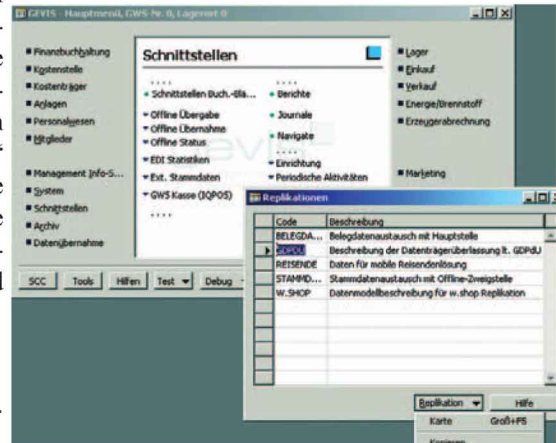 GEVIS - Hauptmenü, GWS-Nr. 0, Lagerort 0
Finanzbuchhaltung
Kostenstelle
Kostenträger
Anlagen
Personalwesen
Mitglieder
Management Info-S...
System
Schnittstellen
Archiv
Datenübernahme
Schnittstellen
Schnittstellen Buch.-Bla...
Offline Übergabe
Offline Übernahme
Offline Status
EDI Statistiken
Ext. Stammdaten
GWS Kasse (IQPOS)
Berichte
Journale
Navigate
Einrichtung
Periodische Aktivitäten
Lager
Einkauf
Verkauf
Energie/Brennstoff
Erzeugerabrechnung
Marketing
SCC Tools Hilfen Test Debug
Replikationen
Code Beschreibung
BELEGDA... Belegdatenaustausch mit Hauptstelle
GDPDU Beschreibung der Datenträgerüberlassung lt. GDPdU
REISENDE Daten für mobile Reisendenlösung
STAMMD... Stammdatenaustausch mit Offline-Zweigstelle
W.SHOP Datenmodellbeschreibung für w.shop Replikation
Replikation Hilfe
Karte Groß+F5
Kopieren